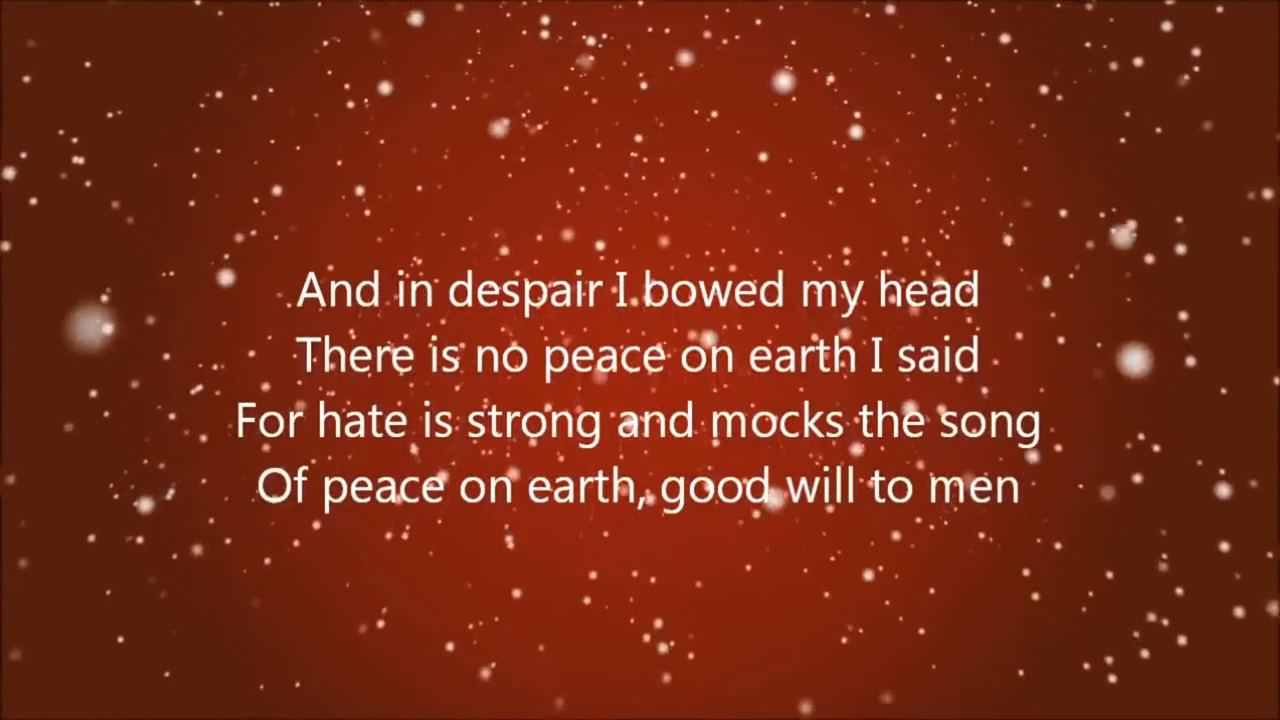 And in despair I bowed my head
There is no peace on earth I said
For hate is strong and mocks the song
Of peace on earth, good will to men